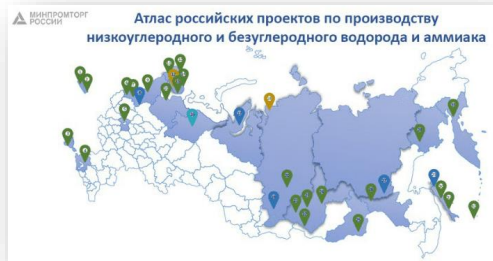 МИНПРОМТОРГ
РОССИИ
Атлас российских проектов по производству
низкоуглеродного и безуглеродного водорода и аммиака